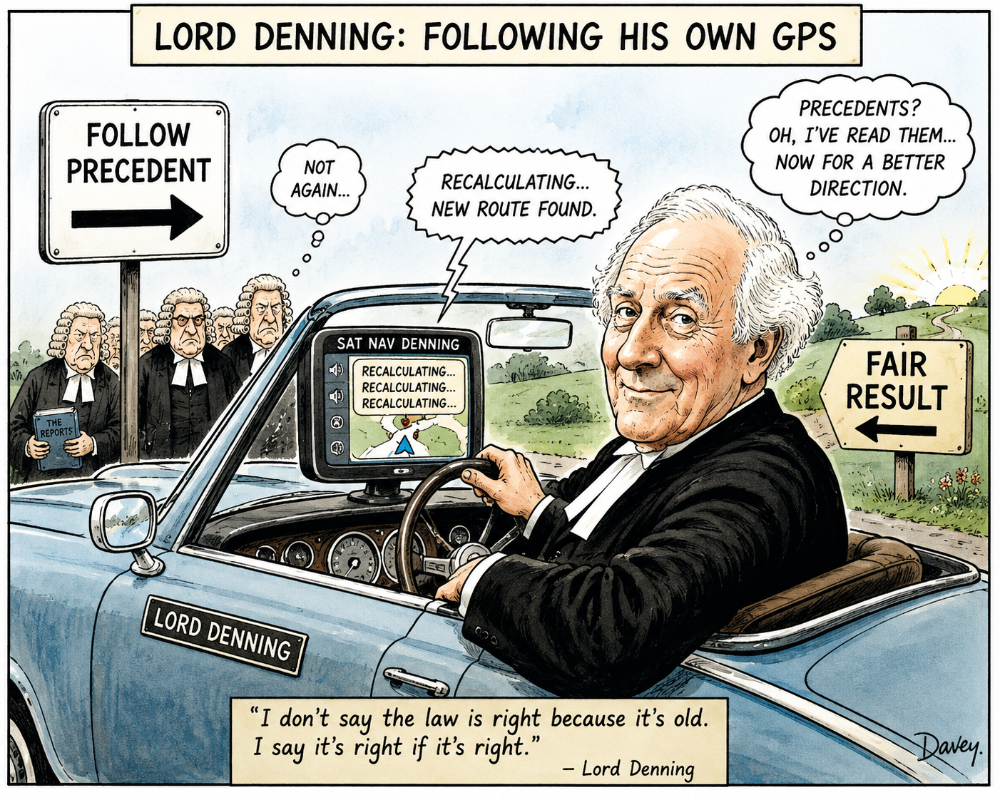 LORD DENNING: FOLLOWING HIS OWN GPS
FOLLOW
PRECEDENT
NOT
AGAIN...
RECALCULATING...
NEW ROUTE FOUND.
PRECEDENTS?
OH, I'VE READ THEM...
NOW FOR A BETTER
DIRECTION.
THE
REPORTS
SAT NAV DENNING
RECALCULATING...
RECALCULATING...
RECALCULATING...
FAIR
RESULT
LORD DENNING
“I don't say the law is right because it's old.
I say it's right if it's right.”
– Lord Denning
Davey.